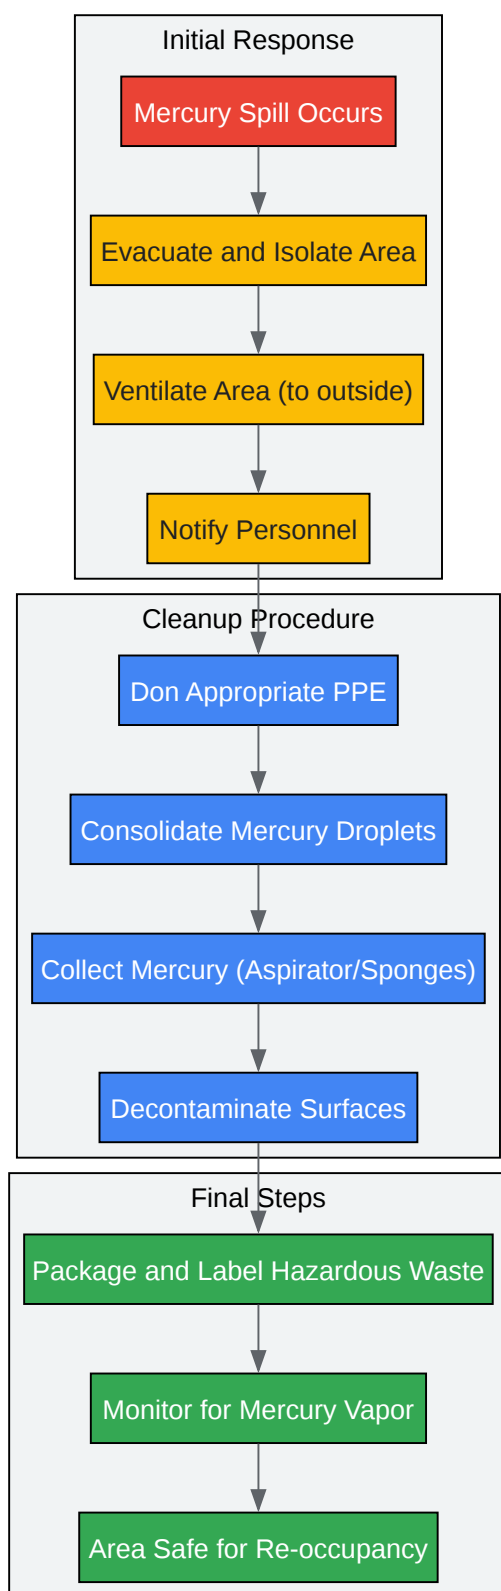 Initial Response
Mercury Spill Occurs
Evacuate and Isolate Area
Ventilate Area (to outside)
Notify Personnel
Cleanup Procedure
Don Appropriate PPE
Consolidate Mercury Droplets
Collect Mercury (Aspirator/Sponges)
Decontaminate Surfaces
Final Steps
Package and Label Hazardous Waste
Monitor for Mercury Vapor
Area Safe for Re-occupancy